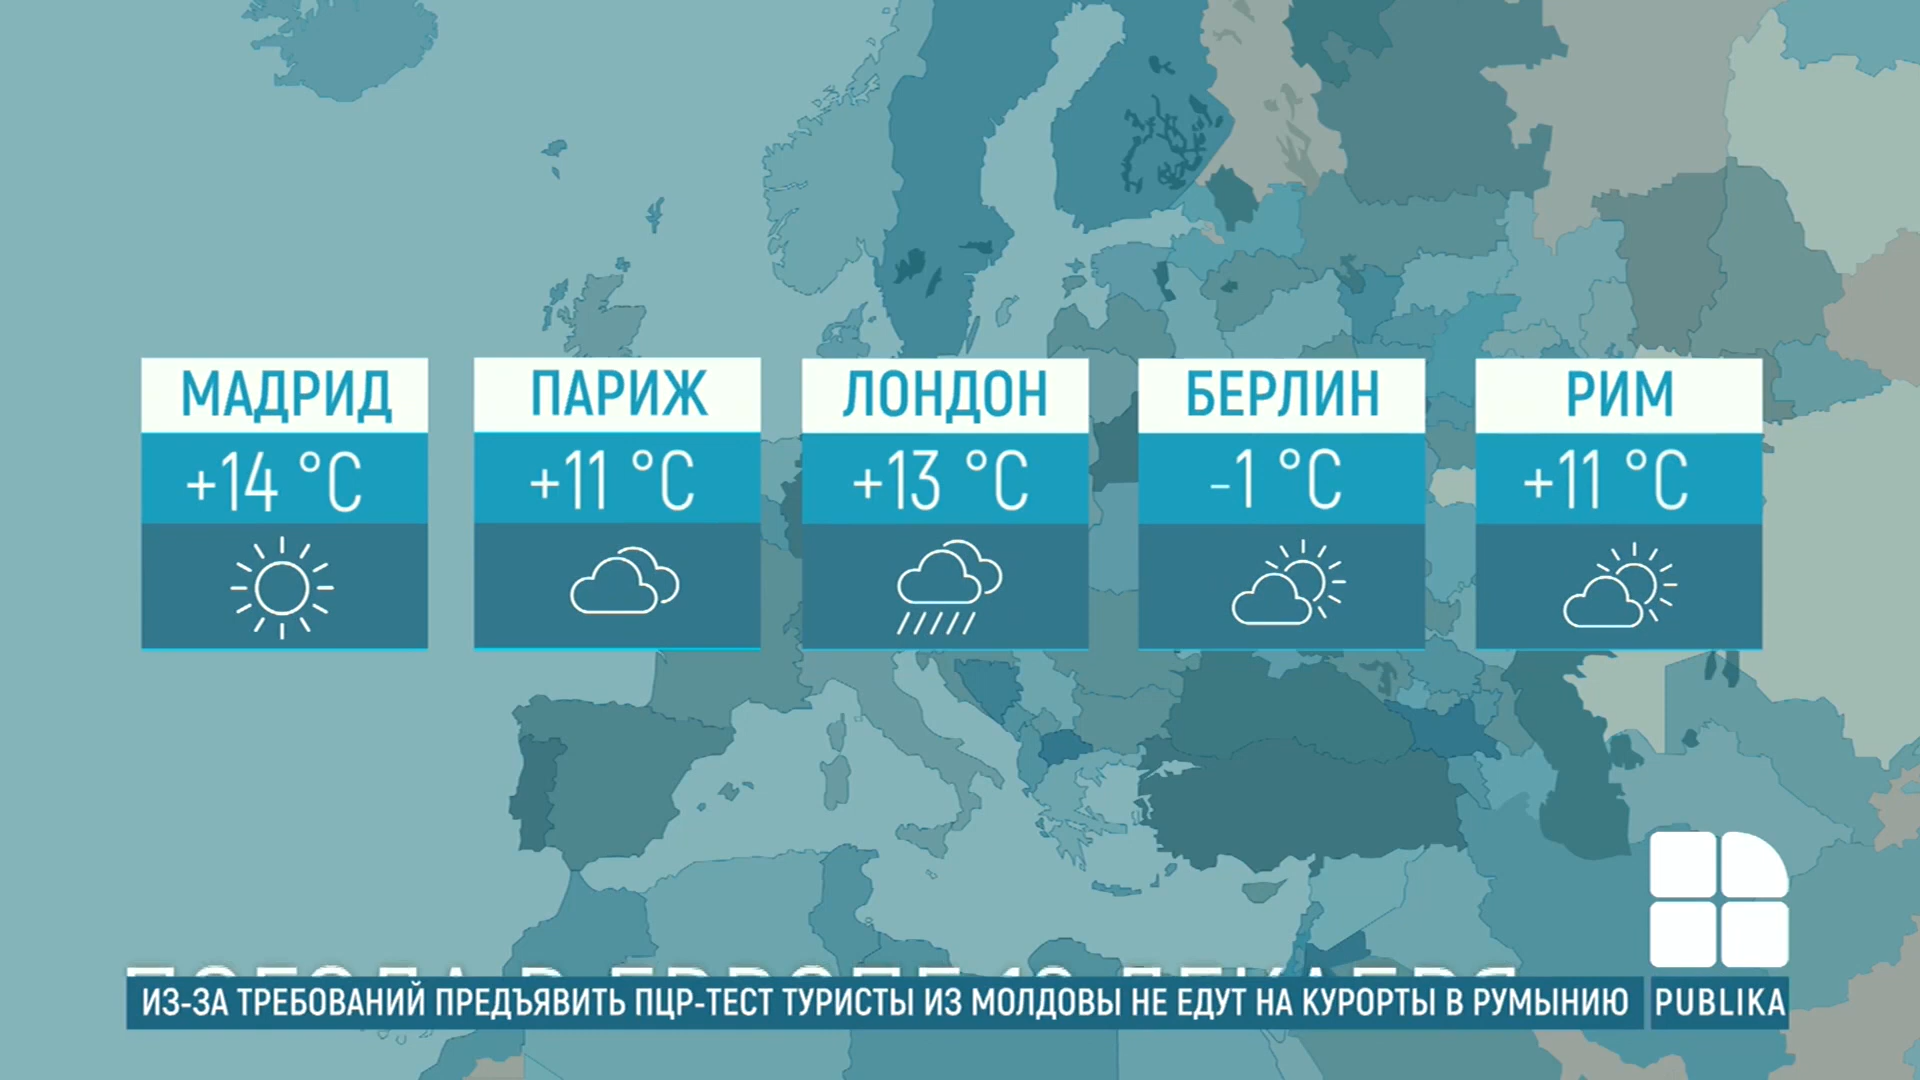 МАДРИД
+14 °C
ПАРИЖ
+11 °C
ЛОНДОН
+13 °C
БЕРЛИН
-1 °C
РИМ
+11 °C
ИЗ-ЗА ТРЕБОВАНИЙ ПРЕДЪЯВИТЬ ПЦР-ТЕСТ ТУРИСТЫ ИЗ МОЛДОВЫ НЕ ЕДУТ НА КУРОРТЫ В РУМЫНИЮ
PUBLIKA